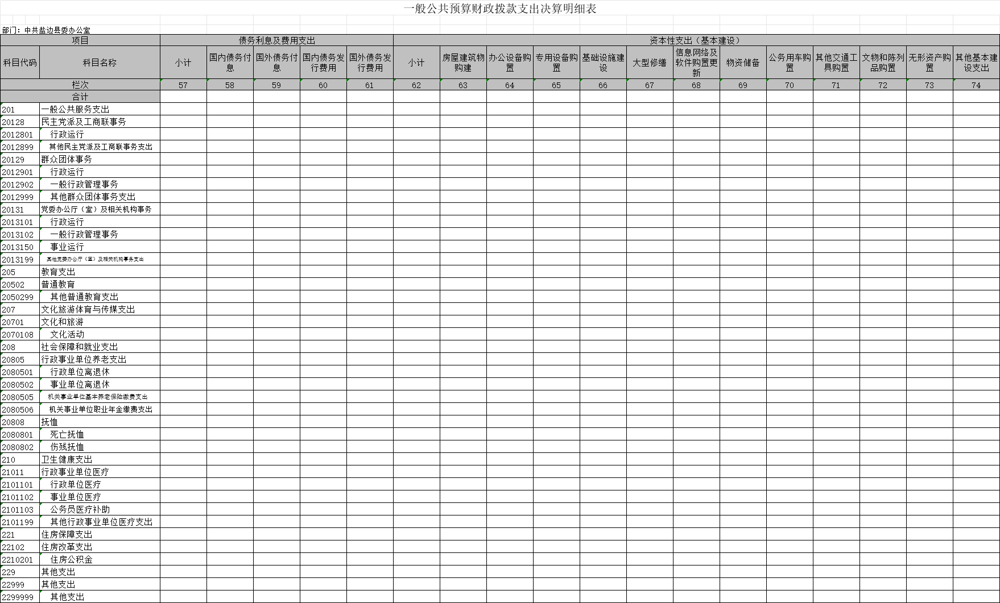 一般公共预算财政拨款支出决算明细表
部门：中共盐边县委办公室
项目 债务利息及费用支出 资本性支出（基本建设）
科目代码 科目名称 小计 国内债务付息 国外债务付息 国内债务发行费用 国外债务发行费用 小计 房屋建筑物购建 办公设备购置 专用设备购置 基础设施建设 大型修缮 信息网络及软件购置更新 物资储备 公务用车购置 其他交通工具购置 文物和陈列品购置 无形资产购置 其他基本建设支出
栏次 57 58 59 60 61 62 63 64 65 66 67 68 69 70 71 72 73 74
合计
201 一般公共服务支出
20128 民主党派及工商联事务
2012801 行政运行
2012899 其他民主党派及工商联事务支出
20129 群众团体事务
2012901 行政运行
2012902 一般行政管理事务
2012999 其他群众团体事务支出
20131 党委办公厅（室）及相关机构事务
2013101 行政运行
2013102 一般行政管理事务
2013150 事业运行
2013199 其他党委办公厅（室）及相关机构事务支出
205 教育支出
20502 普通教育
2050299 其他普通教育支出
207 文化旅游体育与传媒支出
20701 文化和旅游
2070108 文化活动
208 社会保障和就业支出
20805 行政事业单位养老支出
2080501 行政单位离退休
2080502 事业单位离退休
2080505 机关事业单位基本养老保险缴费支出
2080506 机关事业单位职业年金缴费支出
20808 抚恤
2080801 死亡抚恤
2080802 伤残抚恤
210 卫生健康支出
21011 行政事业单位医疗
2101101 行政单位医疗
2101102 事业单位医疗
2101103 公务员医疗补助
2101199 其他行政事业单位医疗支出
221 住房保障支出
22102 住房改革支出
2210201 住房公积金
229 其他支出
22999 其他支出
2299999 其他支出